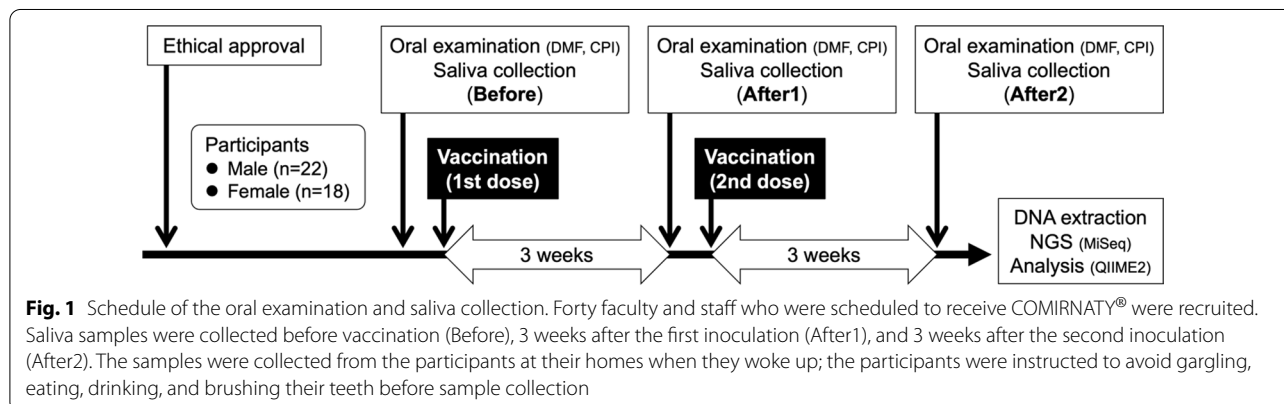 Ethical approval
Oral examination (DMF, CPI)
Saliva collection
(Before)
Oral examination (DMF, CPI)
Saliva collection
(After1)
Oral examination (DMF, CPI)
Saliva collection
(After2)
Participants
● Male (n=22)
● Female (n=18)
Vaccination
(1st dose)
Vaccination
(2nd dose)
3 weeks
3 weeks
DNA extraction
NGS (MiSeq)
Analysis (QIIME2)
Fig. 1 Schedule of the oral examination and saliva collection. Forty faculty and staff who were scheduled to receive COMIRNATY® were recruited.
Saliva samples were collected before vaccination (Before), 3 weeks after the first inoculation (After1), and 3 weeks after the second inoculation
(After2). The samples were collected from the participants at their homes when they woke up; the participants were instructed to avoid gargling,
eating, drinking, and brushing their teeth before sample collection